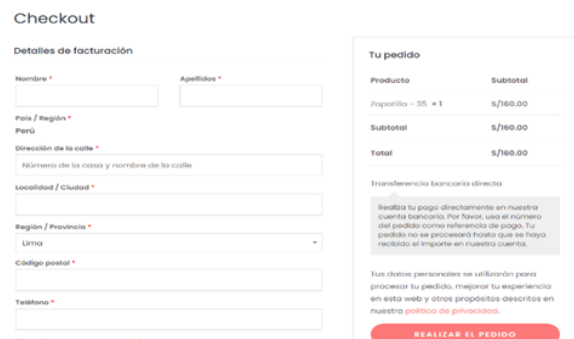 Checkout
Detalles de facturación
Nombre *
Apellidos *
País / Región *
Perú
Dirección de la calle *
Número de la casa y nombre de la calle
Localidad / Ciudad *
Región / Provincia *
Lima
Código postal *
Teléfono *
Tu pedido
Producto Subtotal
Zapatilla – 35 × 1 S/160.00
Subtotal S/160.00
Total S/160.00
Transferencia bancaria directa
Realiza tu pago directamente en nuestra
cuenta bancaria. Por favor, usa el número
del pedido como referencia de pago. Tu
pedido no se procesará hasta que se haya
recibido el importe en nuestra cuenta.
Tus datos personales se utilizarán para
procesar tu pedido, mejorar tu experiencia
en esta web y otros propósitos descritos en
nuestra política de privacidad.
REALIZAR EL PEDIDO